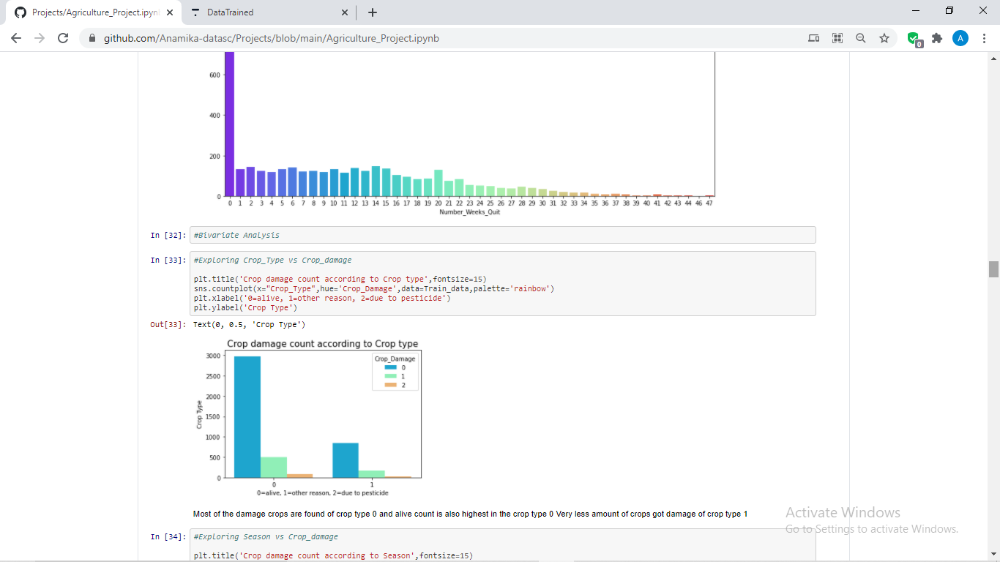 Projects/Agriculture_Project.ipyn
DataTrained
github.com/Anamika-datasc/Projects/blob/main/Agriculture_Project.ipynb
0
A
600
400
200
0
0 1 2 3 4 5 6 7 8 9 10 11 12 13 14 15 16 17 18 19 20 21 22 23 24 25 26 27 28 29 30 31 32 33 34 35 36 37 38 39 40 41 42 43 44 46 47
Number_Weeks_Quit
In [32]: #Bivariate Analysis
In [33]: #Exploring Crop_Type vs Crop_damage
plt.title('Crop damage count according to Crop type',fontsize=15)
sns.countplot(x="Crop_Type",hue='Crop_Damage',data=Train_data,palette='rainbow')
plt.xlabel('0=alive, 1=other reason, 2=due to pesticide')
plt.ylabel('Crop Type')
Out[33]: Text(0, 0.5, 'Crop Type')
Crop damage count according to Crop type
3000
2500
2000
1500
1000
500
0
Crop Type
Crop_Damage
0
1
2
0 1
0=alive, 1=other reason, 2=due to pesticide
Most of the damage crops are found of crop type 0 and alive count is also highest in the crop type 0 Very less amount of crops got damage of crop type 1
Activate Windows
Go to Settings to activate Windows.
In [34]: #Exploring Season vs Crop_damage
plt.title('Crop damage count according to Season',fontsize=15)